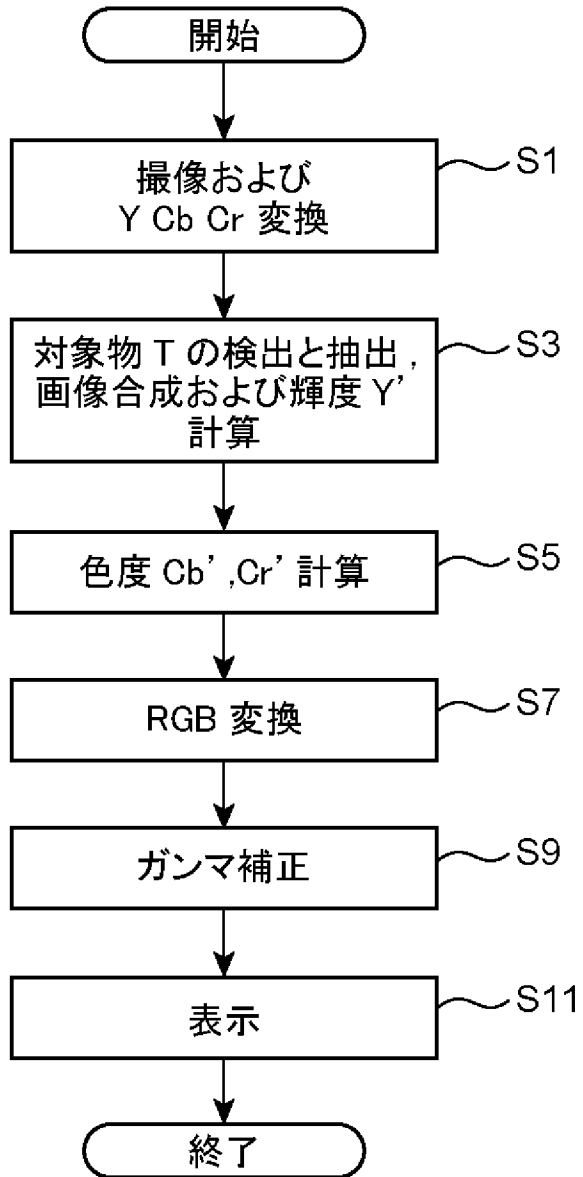 開始
撮像および
Y Cb Cr 変換
S1
対象物 T の検出と抽出 ,
画像合成および輝度 Y’
計算
S3
色度 Cb’ ,Cr’ 計算
S5
RGB 変換
S7
ガンマ補正
S9
表示
S11
終了